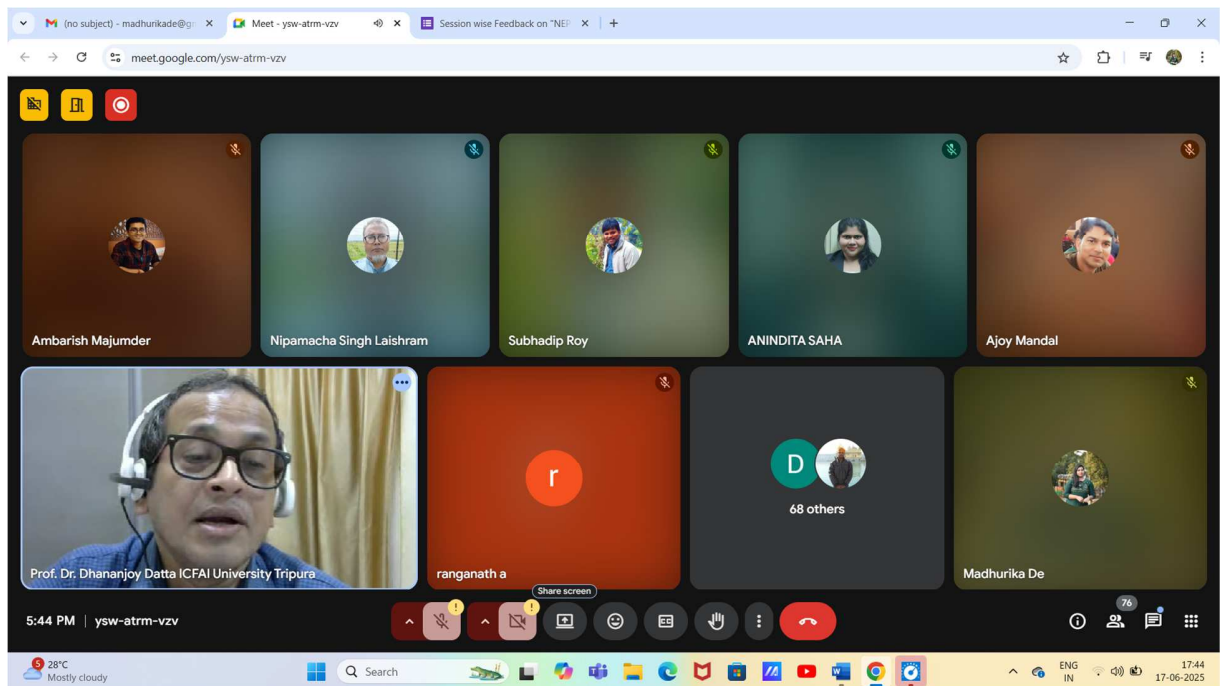 (no subject) - madhurikade@g
Meet - ysw-atrm-vzv
Session wise Feedback on "NEP
meet.google.com/ysw-atrm-vzv
Ambarish Majumder
Nipamacha Singh Laishram
Subhadip Roy
ANINDITA SAHA
Ajoy Mandal
Prof. Dr. Dhananjoy Datta ICFAI University Tripura
r
ranganath a
D
68 others
Madhurika De
Share screen
5:44 PM | ysw-atrm-vzv
CC
76
5
28°C
Mostly cloudy
Search
ENG
IN
17:44
17-06-2025